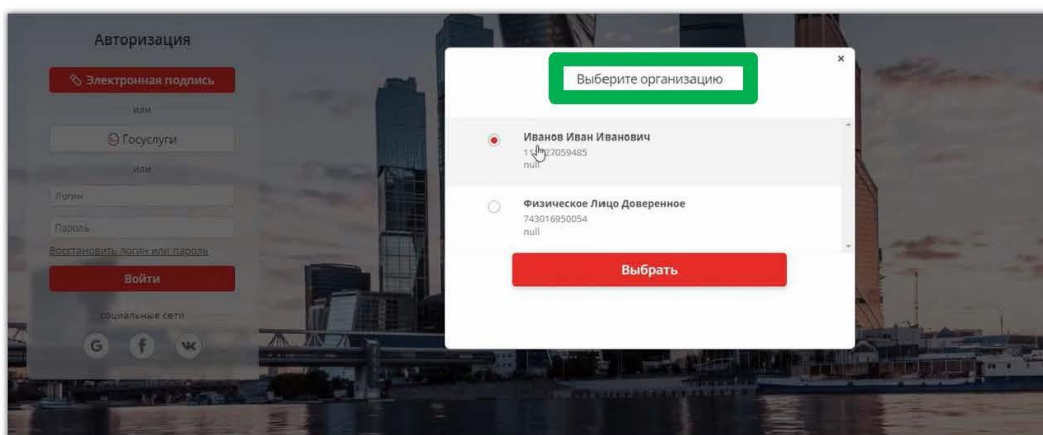 Авторизация
Электронная подпись
или
Госуслуги
или
Логин
Пароль
Восстановить логин или пароль
Войти
социальные сети
G f
Выберите организацию
×
Иванов Иван Иванович
null
Физическое Лицо Доверенное
743016950054
null
Выбрать